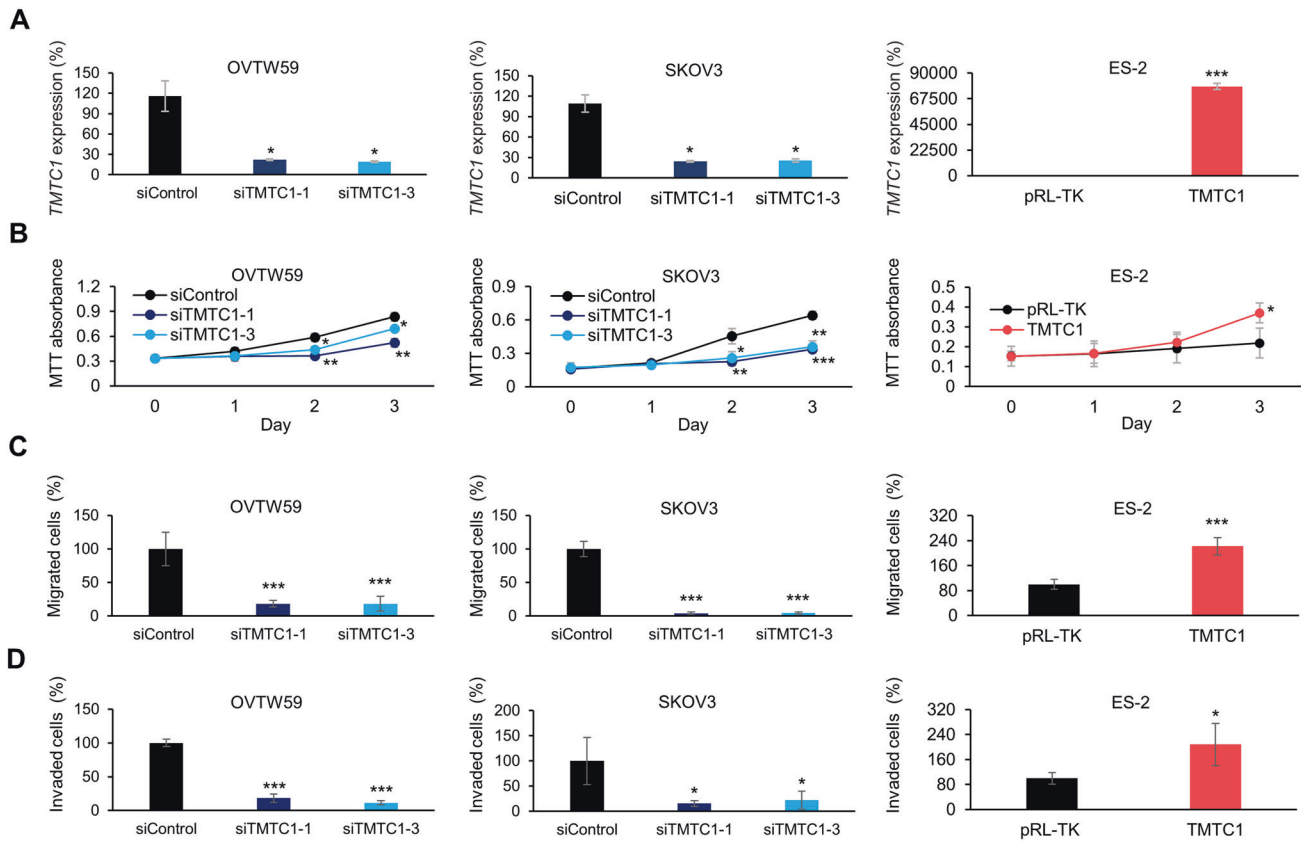 A
OVTW59
TMTC1 expression (%)
150
120
90
60
30
0
*
*
siControl
siTMTC1-1
siTMTC1-3
SKOV3
TMTC1 expression (%)
150
120
90
60
30
0
*
*
siControl
siTMTC1-1
siTMTC1-3
ES-2
TMTC1 expression (%)
90000
67500
45000
22500
0
***
pRL-TK
TMTC1
B
OVTW59
MTT absorbance
1.2
0.9
0.6
0.3
0
siControl
siTMTC1-1
siTMTC1-3
*
**
*
**
0 1 2 3
Day
SKOV3
MTT absorbance
0.9
0.6
0.3
0
siControl
siTMTC1-1
siTMTC1-3
*
**
**
***
0 1 2 3
Day
ES-2
MTT absorbance
0.5
0.4
0.3
0.2
0.1
0
pRL-TK
TMTC1
*
0 1 2 3
Day
C
OVTW59
Migrated cells (%)
150
100
50
0
***
***
siControl
siTMTC1-1
siTMTC1-3
SKOV3
Migrated cells (%)
150
100
50
0
***
***
siControl
siTMTC1-1
siTMTC1-3
ES-2
Migrated cells (%)
320
240
160
80
0
***
pRL-TK
TMTC1
D
OVTW59
Invaded cells (%)
150
100
50
0
***
***
siControl
siTMTC1-1
siTMTC1-3
SKOV3
Invaded cells (%)
200
150
100
50
0
*
*
siControl
siTMTC1-1
siTMTC1-3
ES-2
Invaded cells (%)
320
240
160
80
0
*
pRL-TK
TMTC1